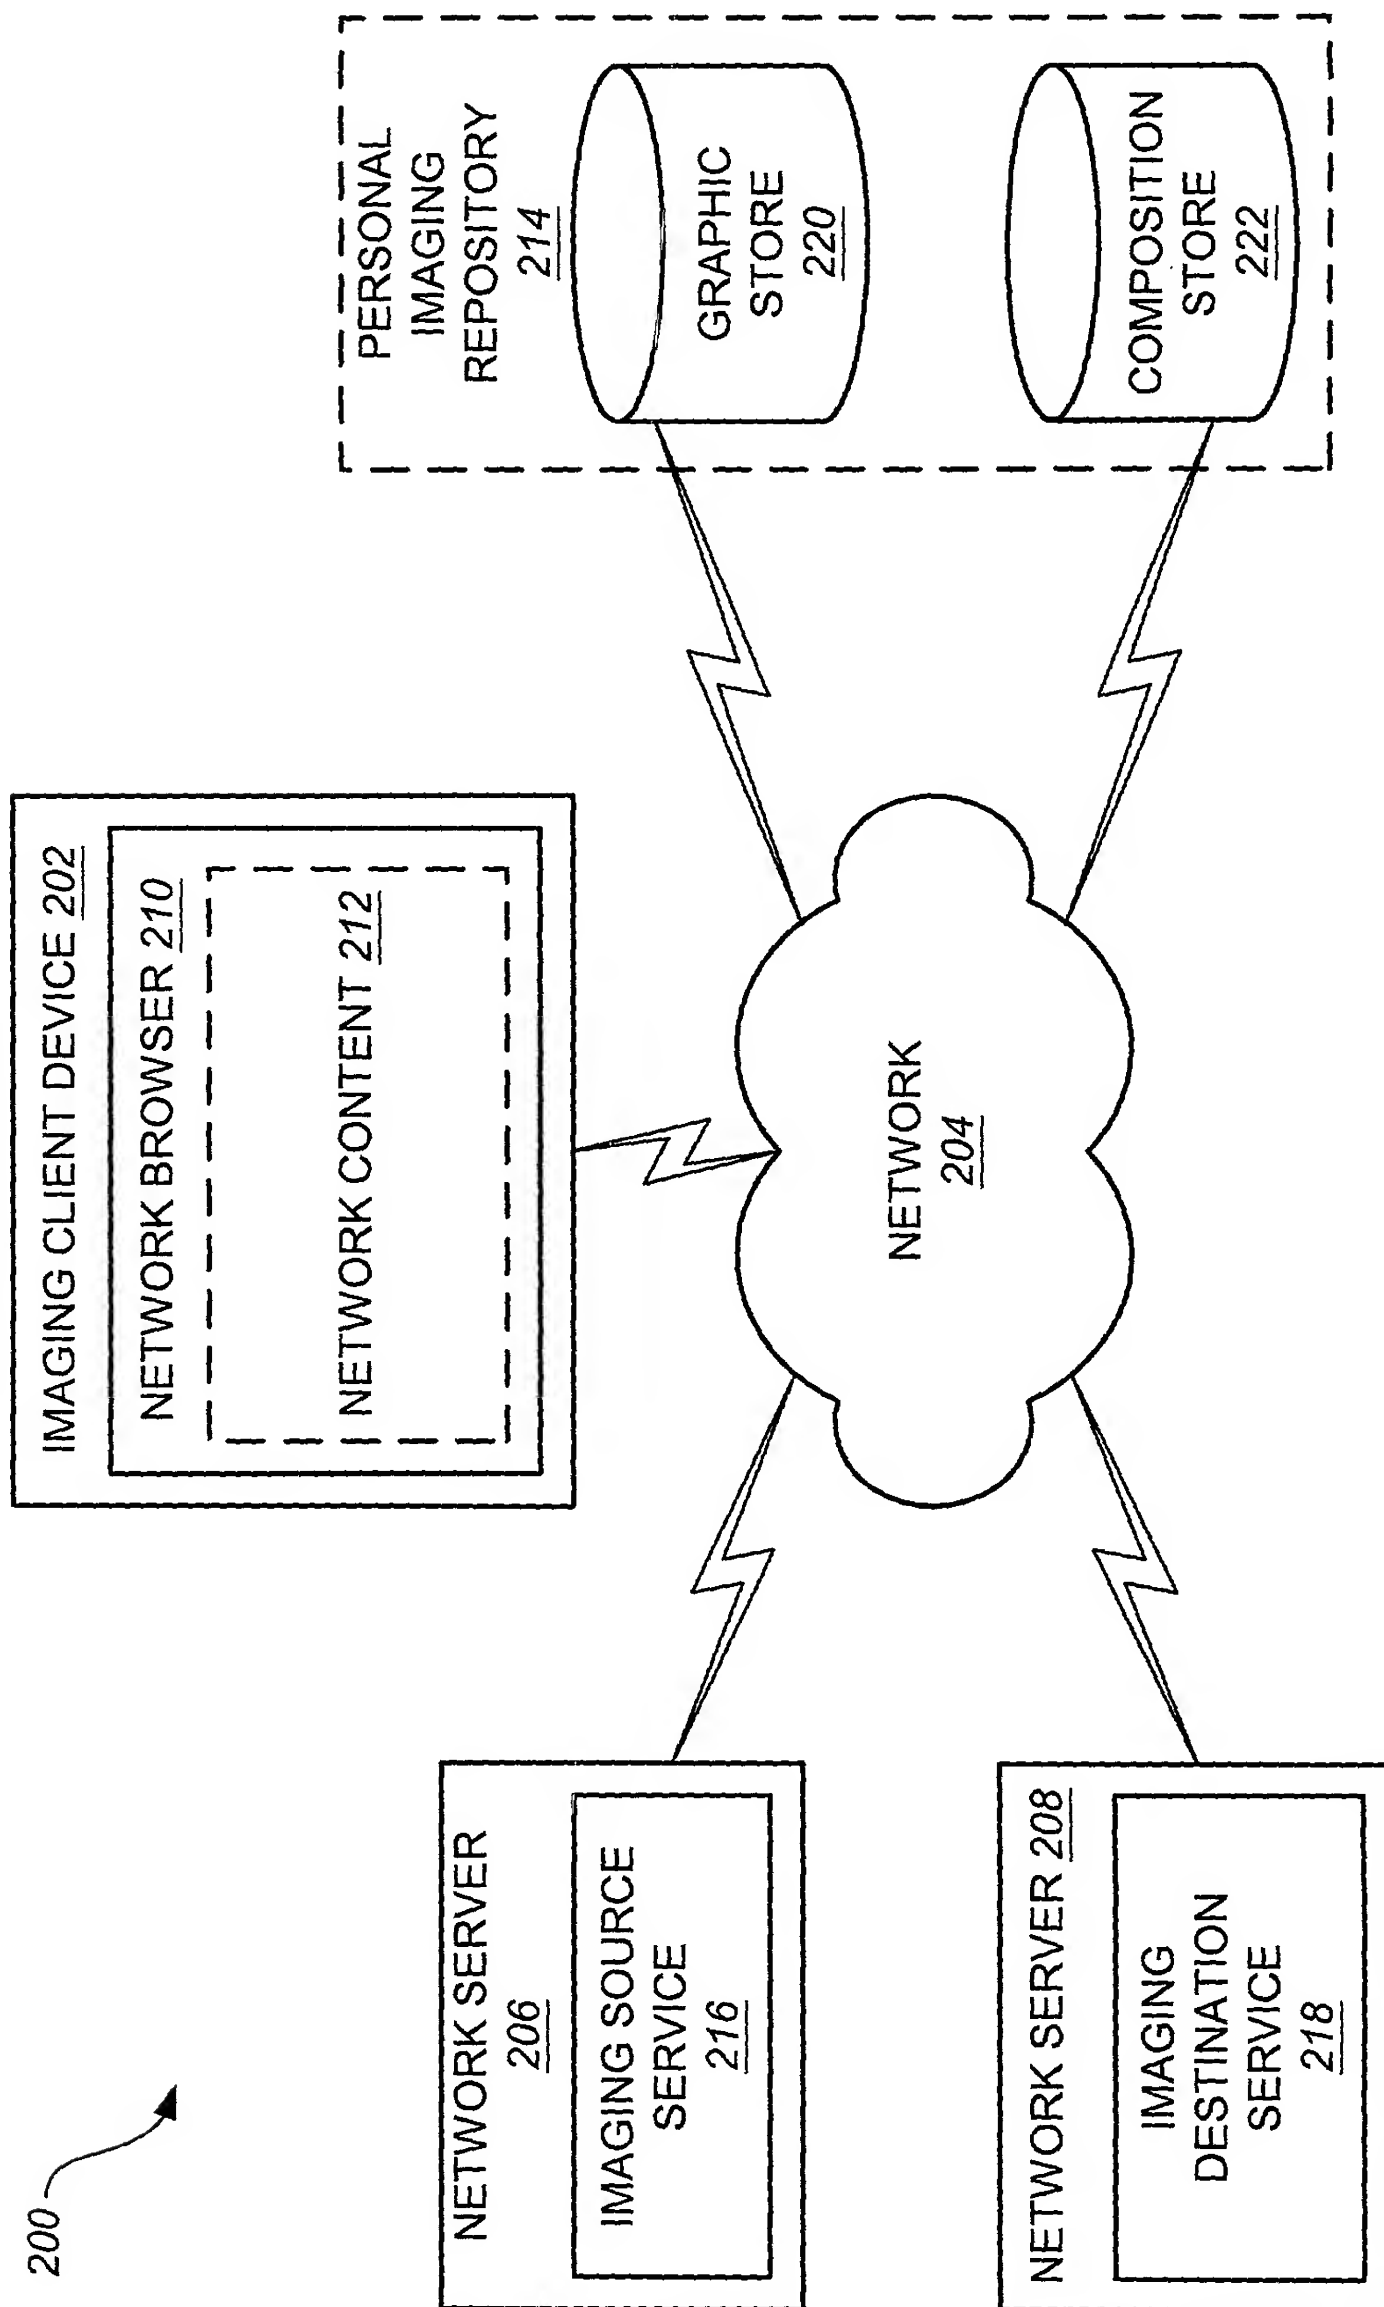 200
IMAGING CLIENT DEVICE 202
NETWORK BROWSER 210
NETWORK CONTENT 212
PERSONAL
IMAGING
REPOSITORY
214
GRAPHIC
STORE
220
COMPOSITION
STORE
222
NETWORK
204
NETWORK SERVER
206
IMAGING SOURCE
SERVICE
216
NETWORK SERVER 208
IMAGING
DESTINATION
SERVICE
218